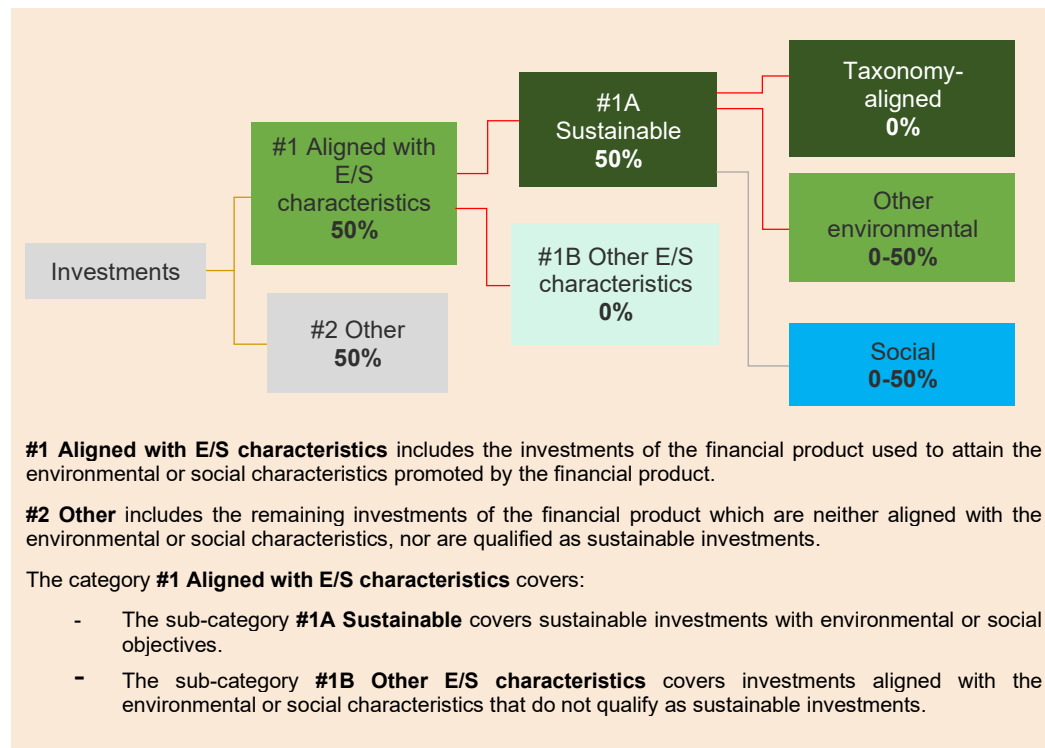 Investments
#1 Aligned with
E/S
characteristics
50%
#2 Other
50%
#1A
Sustainable
50%
#1B Other E/S
characteristics
0%
Taxonomy-
aligned
0%
Other
environmental
0-50%
Social
0-50%
#1 Aligned with E/S characteristics includes the investments of the financial product used to attain the
environmental or social characteristics promoted by the financial product.
#2 Other includes the remaining investments of the financial product which are neither aligned with the
environmental or social characteristics, nor are qualified as sustainable investments.
The category #1 Aligned with E/S characteristics covers:
- The sub-category #1A Sustainable covers sustainable investments with environmental or social
objectives.
- The sub-category #1B Other E/S characteristics covers investments aligned with the
environmental or social characteristics that do not qualify as sustainable investments.